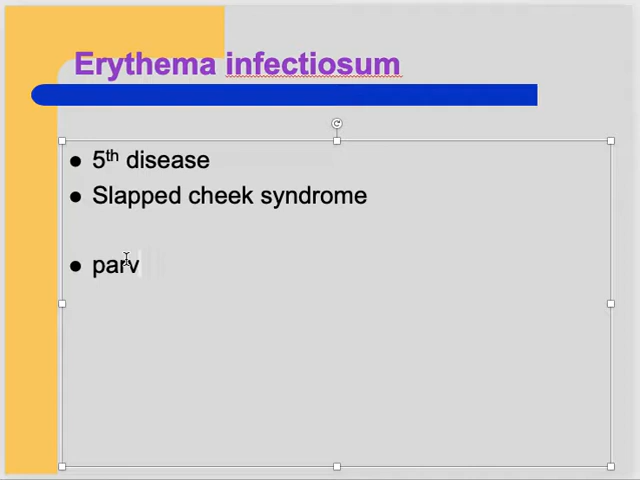 Erythema infectiosum
● 5th disease
● Slapped cheek syndrome
● parv